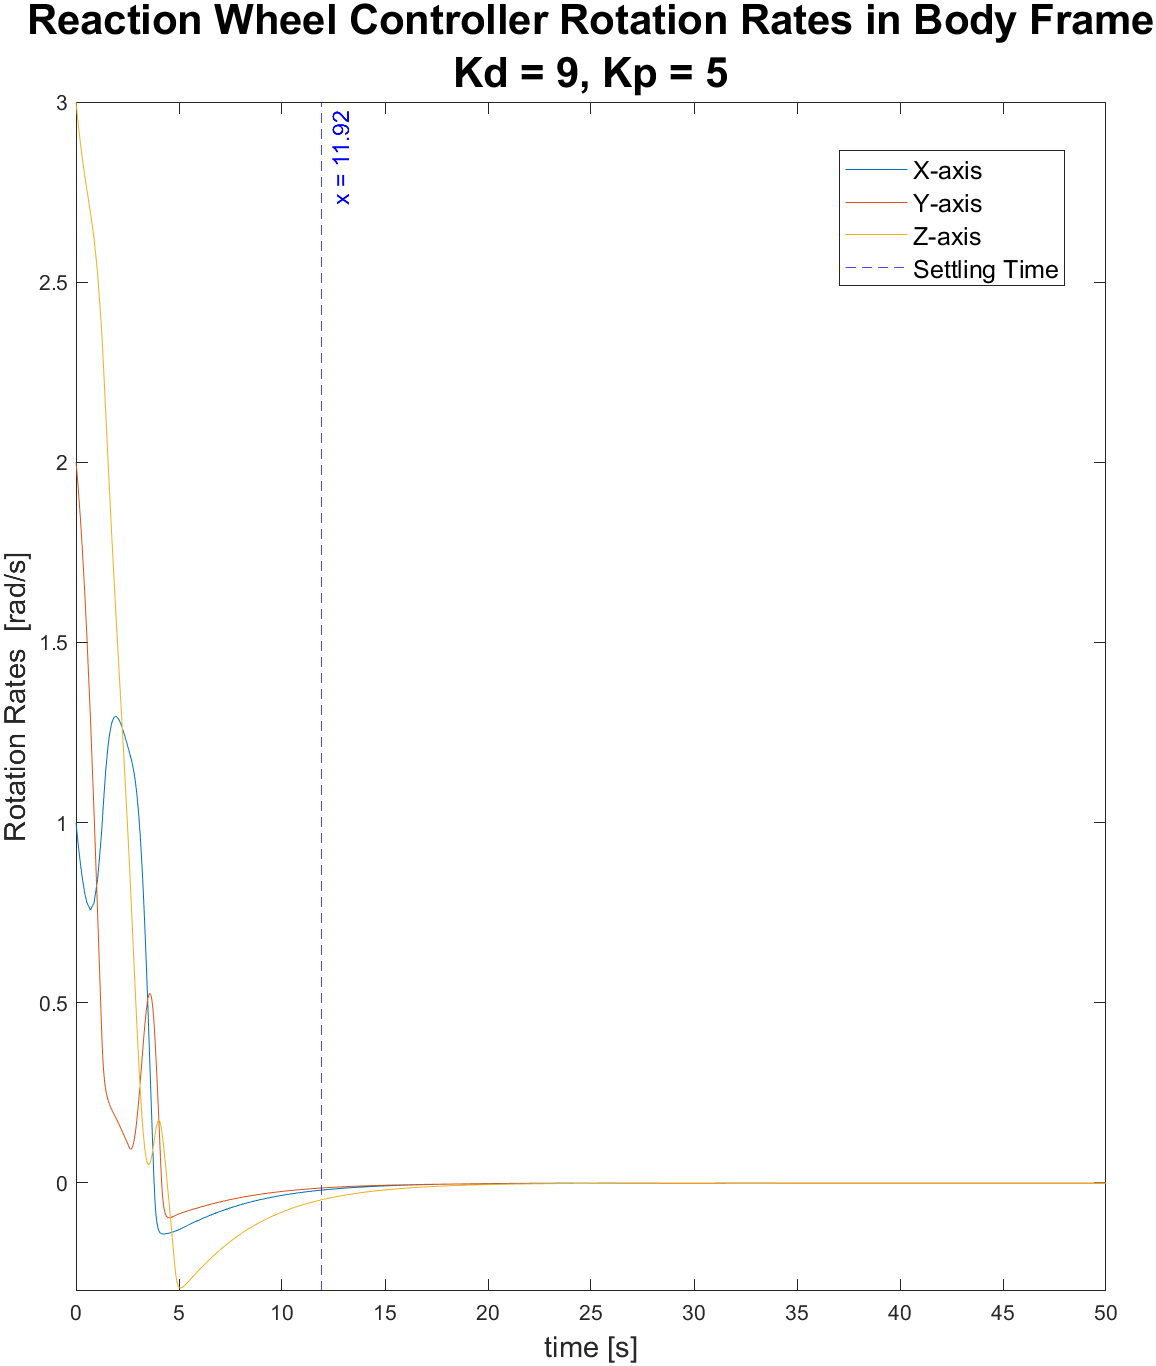 Reaction Wheel Controller Rotation Rates in Body Frame
Kd = 9, Kp = 5
x = 11.92
X-axis
Y-axis
Z-axis
Settling Time
Rotation Rates [rad/s]
3
2.5
2
1.5
1
0.5
0
0 5 10 15 20 25 30 35 40 45 50
time [s]